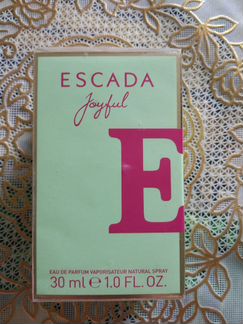 ESCADA
Joyful
E
EAU DE PARFUM VAPORISATEUR NATURAL SPRAY
30 ml ℮ 1.0 FL. OZ.